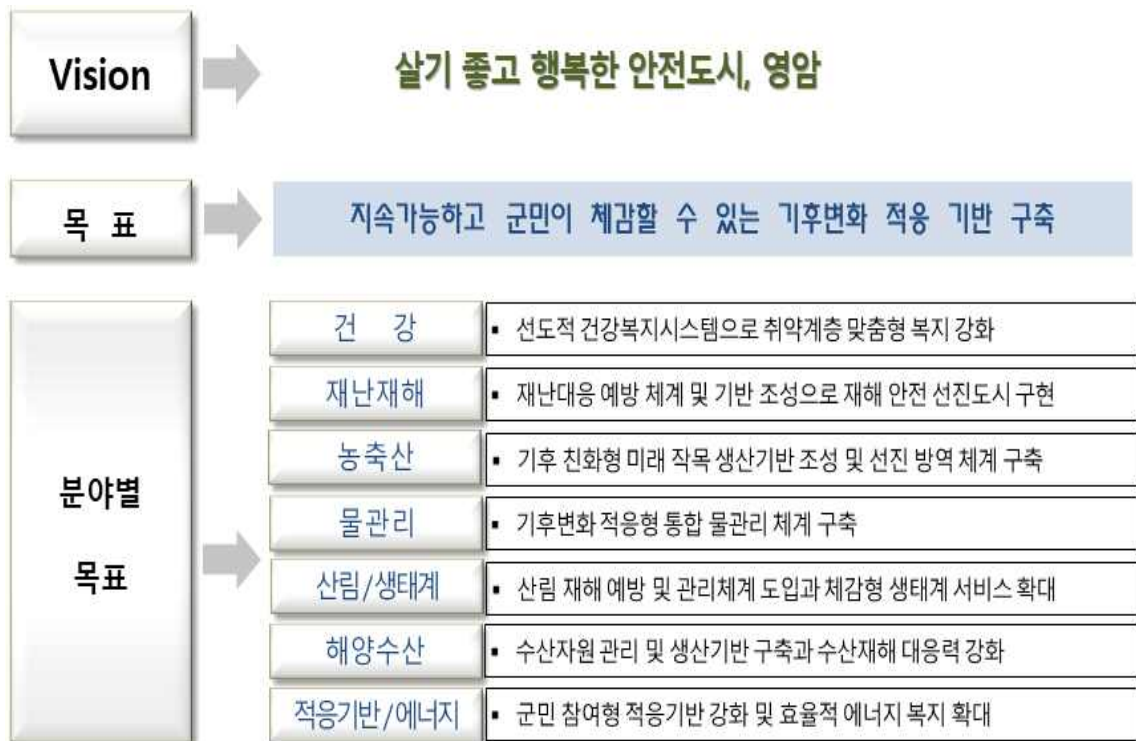 Vision
살기 좋고 행복한 안전도시, 영암
목 표
지속가능하고 군민이 체감할 수 있는 기후변화 적응 기반 구축
분야별
목표
건 강
▪ 선도적 건강복지시스템으로 취약계층 맞춤형 복지 강화
재난재해
▪ 재난대응 예방 체계 및 기반 조성으로 재해 안전 선진도시 구현
농축산
▪ 기후 친화형 미래 작목 생산기반 조성 및 선진 방역 체계 구축
물관리
▪ 기후변화 적응형 통합 물관리 체계 구축
산림/생태계
▪ 산림 재해 예방 및 관리체계 도입과 체감형 생태계 서비스 확대
해양수산
▪ 수산자원 관리 및 생산기반 구축과 수산재해 대응력 강화
적응기반/에너지
▪ 군민 참여형 적응기반 강화 및 효율적 에너지 복지 확대